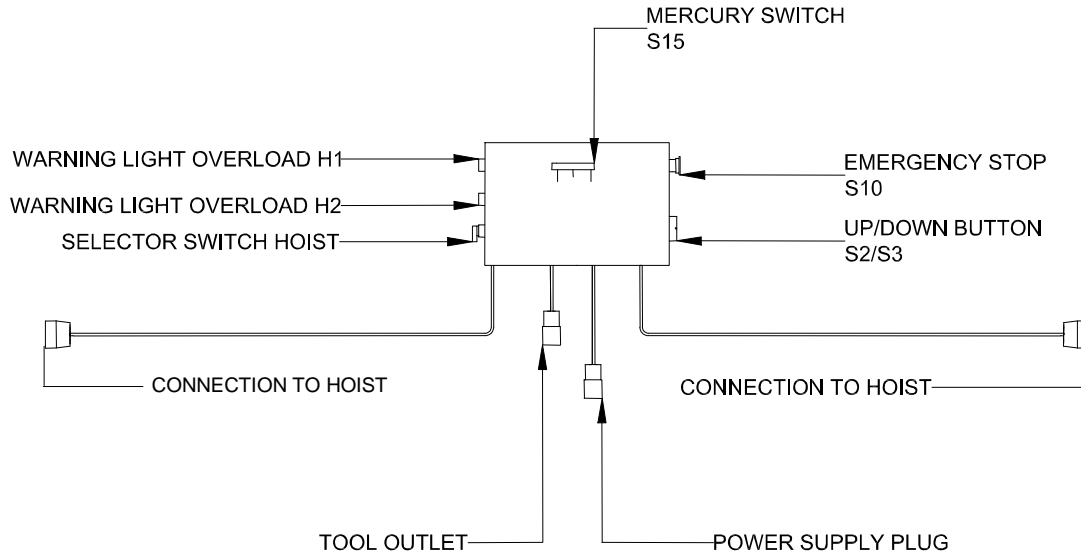 MERCURY SWITCH
S15
WARNING LIGHT OVERLOAD H1
EMERGENCY STOP
S10
WARNING LIGHT OVERLOAD H2
UP/DOWN BUTTON
S2/S3
SELECTOR SWITCH HOIST
CONNECTION TO HOIST
CONNECTION TO HOIST
TOOL OUTLET
POWER SUPPLY PLUG